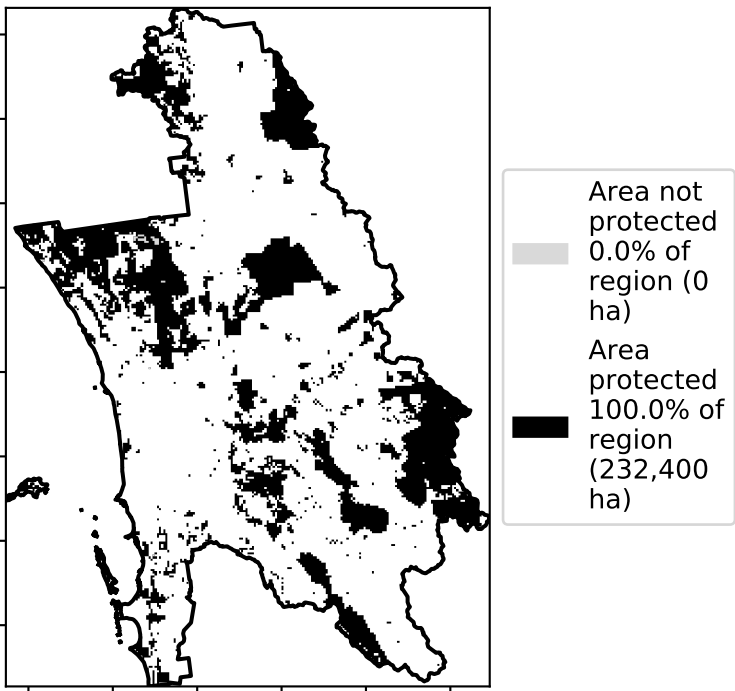 Area not
protected
0.0% of
region (0
ha)
Area
protected
100.0% of
region
(232,400
ha)